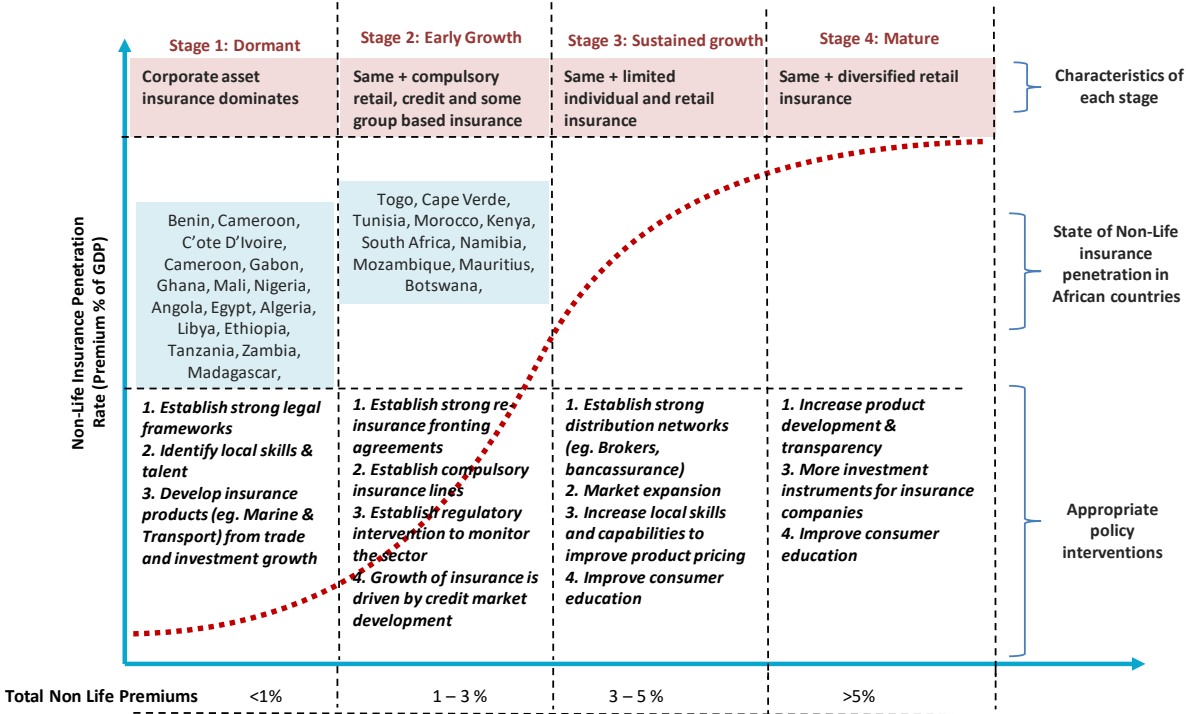 Stage 1: Dormant
Stage 2: Early Growth
Stage 3: Sustained growth
Stage 4: Mature
Corporate asset
insurance dominates
Same + compulsory
retail, credit and some
group based insurance
Same + limited
individual and retail
insurance
Same + diversified retail
insurance
Characteristics of
each stage
Non-Life Insurance Penetration
Rate (Premium % of GDP)
Benin, Cameroon,
C'ote D'Ivoire,
Cameroon, Gabon,
Ghana, Mali, Nigeria,
Angola, Egypt, Algeria,
Libya, Ethiopia,
Tanzania, Zambia,
Madagascar,
Togo, Cape Verde,
Tunisia, Morocco, Kenya,
South Africa, Namibia,
Mozambique, Mauritius,
Botswana,
State of Non-Life
insurance
penetration in
African countries
1. Establish strong legal
frameworks
2. Identify local skills &
talent
3. Develop insurance
products (eg. Marine &
Transport) from trade
and investment growth
1. Establish strong re-
insurance fronting
agreements
2. Establish compulsory
insurance lines
3. Establish regulatory
intervention to monitor
the sector
4. Growth of insurance is
driven by credit market
development
1. Establish strong
distribution networks
(eg. Brokers,
bancassurance)
2. Market expansion
3. Increase local skills
and capabilities to
improve product pricing
4. Improve consumer
education
1. Increase product
development &
transparency
3. More investment
instruments for insurance
companies
4. Improve consumer
education
Appropriate
policy
interventions
Total Non Life Premiums <1% 1 – 3 % 3 – 5 % >5%